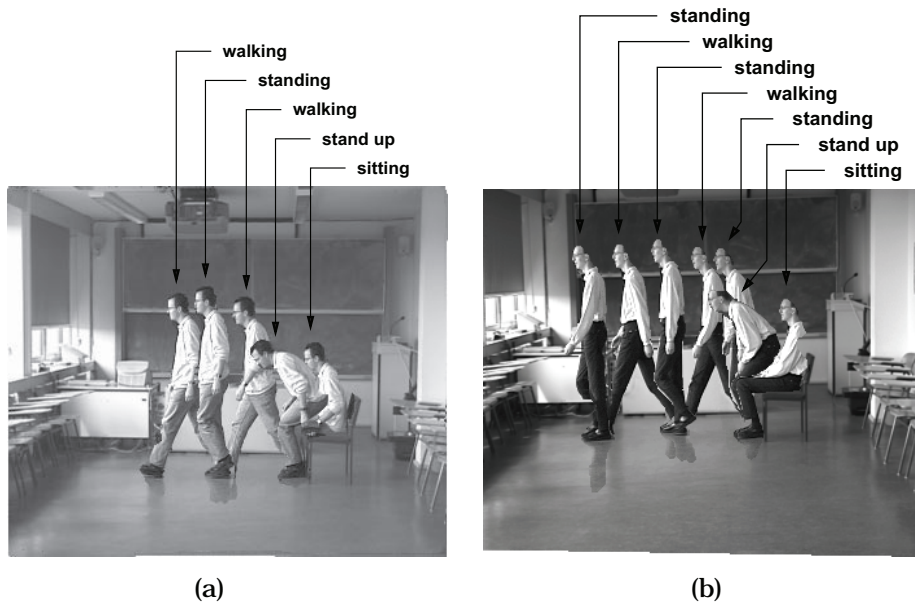 walking
standing
walking
stand up
sitting
(a)
standing
walking
standing
walking
standing
stand up
sitting
(b)